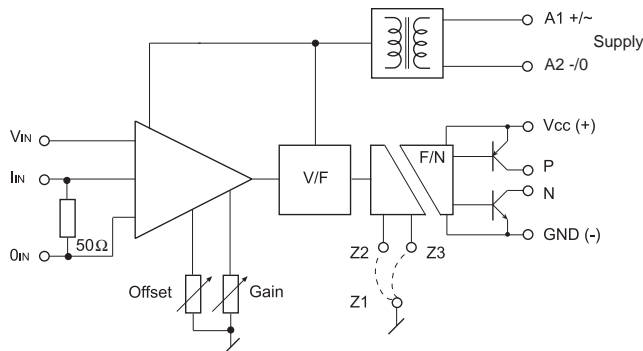 A1 +/~
Supply
A2 -/0
VIN
IIN
50Ω
0IN
V/F
F/N
Vcc (+)
P
N
GND (-)
Offset
Gain
Z2
Z3
Z1